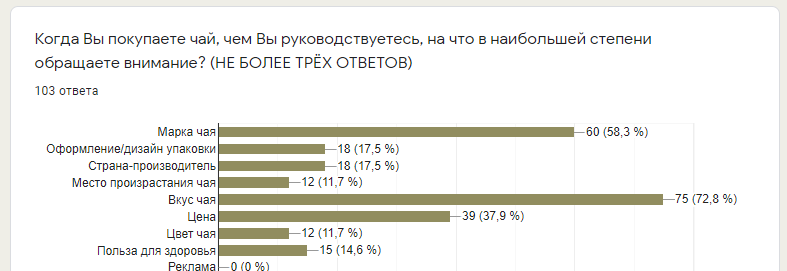 Когда Вы покупаете чай, чем Вы руководствуетесь, на что в наибольшей степени
обращаете внимание? (НЕ БОЛЕЕ ТРЁХ ОТВЕТОВ)
103 ответа
Марка чая 60 (58,3 %)
Оформление/дизайн упаковки 18 (17,5 %)
Страна-производитель 18 (17,5 %)
Место произрастания чая 12 (11,7 %)
Вкус чая 75 (72,8 %)
Цена 39 (37,9 %)
Цвет чая 12 (11,7 %)
Польза для здоровья 15 (14,6 %)
Реклама 0 (0 %)